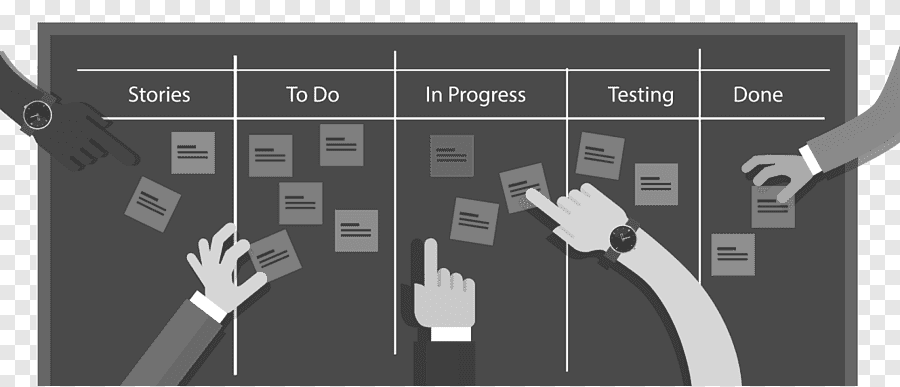 Stories
To Do
In Progress
Testing
Done